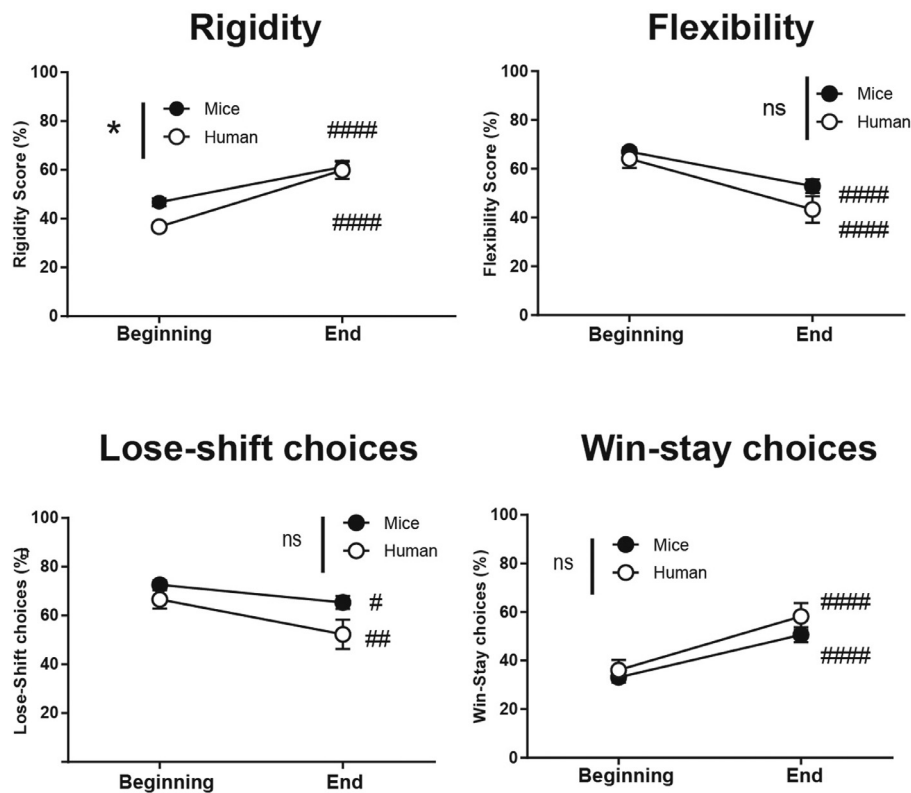 Rigidity
Rigidity Score (%)
100
80
60
40
20
0
*
Mice
Human
####
####
Beginning
End
Flexibility
Flexibility Score (%)
100
80
60
40
20
0
ns
Mice
Human
####
####
Beginning
End
Lose-shift choices
Lose-Shift choices (%)
100
80
60
40
20
ns
Mice
Human
#
##
Beginning
End
Win-stay choices
Win-Stay choices (%)
100
80
60
40
20
0
ns
Mice
Human
####
####
Beginning
End